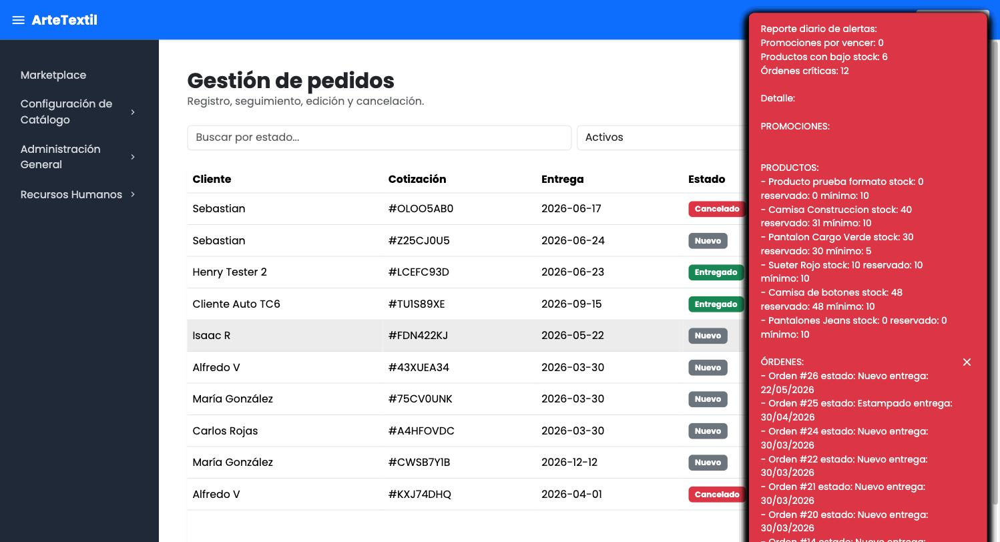 ArteTextil
Marketplace
Configuración de
Catálogo
Administración
General
Recursos Humanos
Gestión de pedidos
Registro, seguimiento, edición y cancelación.
Buscar por estado...
Activos
Cliente Cotización Entrega Estado
Sebastian #OLOO5AB0 2026-06-17 Cancelado
Sebastian #Z25CJ0U5 2026-06-24 Nuevo
Henry Tester 2 #LCEFC93D 2026-06-23 Entregado
Cliente Auto TC6 #TU1S89XE 2026-09-15 Entregado
Isaac R #FDN422KJ 2026-05-22 Nuevo
Alfredo V #43XUEA34 2026-03-30 Nuevo
María González #75CV0UNK 2026-03-30 Nuevo
Carlos Rojas #A4HFOVDC 2026-03-30 Nuevo
María González #CWSB7Y1B 2026-12-12 Nuevo
Alfredo V #KXJ74DHQ 2026-04-01 Cancelado
Reporte diario de alertas:
Promociones por vencer: 0
Productos con bajo stock: 6
Órdenes críticas: 12
Detalle:
PROMOCIONES:
PRODUCTOS:
- Producto prueba formato stock: 0
reservado: 0 mínimo: 10
- Camisa Construccion stock: 40
reservado: 31 mínimo: 10
- Pantalon Cargo Verde stock: 30
reservado: 30 mínimo: 5
- Sueter Rojo stock: 10 reservado: 10
mínimo: 10
- Camisa de botones stock: 48
reservado: 48 mínimo: 10
- Pantalones Jeans stock: 0 reservado: 0
mínimo: 10
ÓRDENES:
- Orden #26 estado: Nuevo entrega:
22/05/2026
- Orden #25 estado: Estampado entrega:
30/04/2026
- Orden #24 estado: Nuevo entrega:
30/03/2026
- Orden #22 estado: Nuevo entrega:
30/03/2026
- Orden #21 estado: Nuevo entrega:
30/03/2026
- Orden #20 estado: Nuevo entrega:
30/03/2026
- Orden #14 estado: Nuevo entrega: